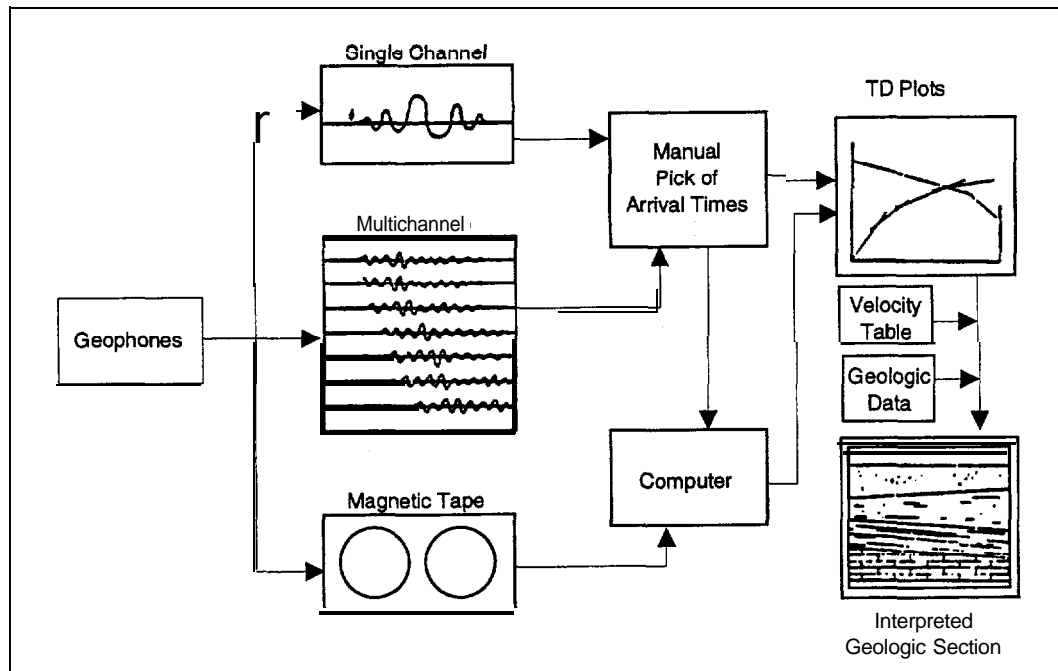 Single Channel
r
TD Plots
Manual
Pick of
Arrival Times
Multichannel
Geophones
Velocity
Table
Geologic
Data
Computer
Magnetic Tape
Interpreted
Geologic Section